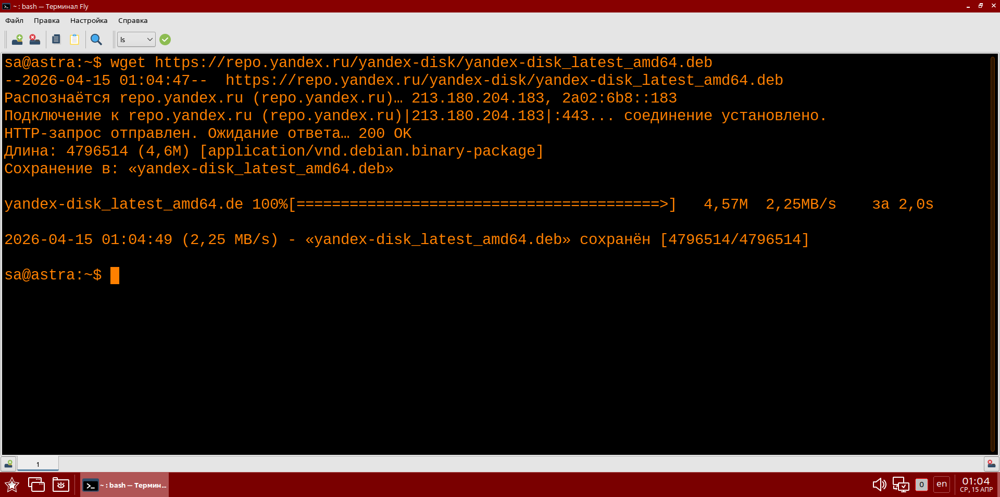 ~ : bash — Терминал Fly
Файл Правка Настройка Справка
ls
sa@astra:~$ wget https://repo.yandex.ru/yandex-disk/yandex-disk_latest_amd64.deb
--2026-04-15 01:04:47--  https://repo.yandex.ru/yandex-disk/yandex-disk_latest_amd64.deb
Распознаётся repo.yandex.ru (repo.yandex.ru)… 213.180.204.183, 2a02:6b8::183
Подключение к repo.yandex.ru (repo.yandex.ru)|213.180.204.183|:443... соединение установлено.
HTTP-запрос отправлен. Ожидание ответа… 200 OK
Длина: 4796514 (4,6M) [application/vnd.debian.binary-package]
Сохранение в: «yandex-disk_latest_amd64.deb»
yandex-disk_latest_amd64.de 100%[=========================================>]   4,57M  2,25MB/s    за 2,0s
2026-04-15 01:04:49 (2,25 MB/s) - «yandex-disk_latest_amd64.deb» сохранён [4796514/4796514]
sa@astra:~$
1
~ : bash — Термин... 0 en 01:04
СР, 15 АПР